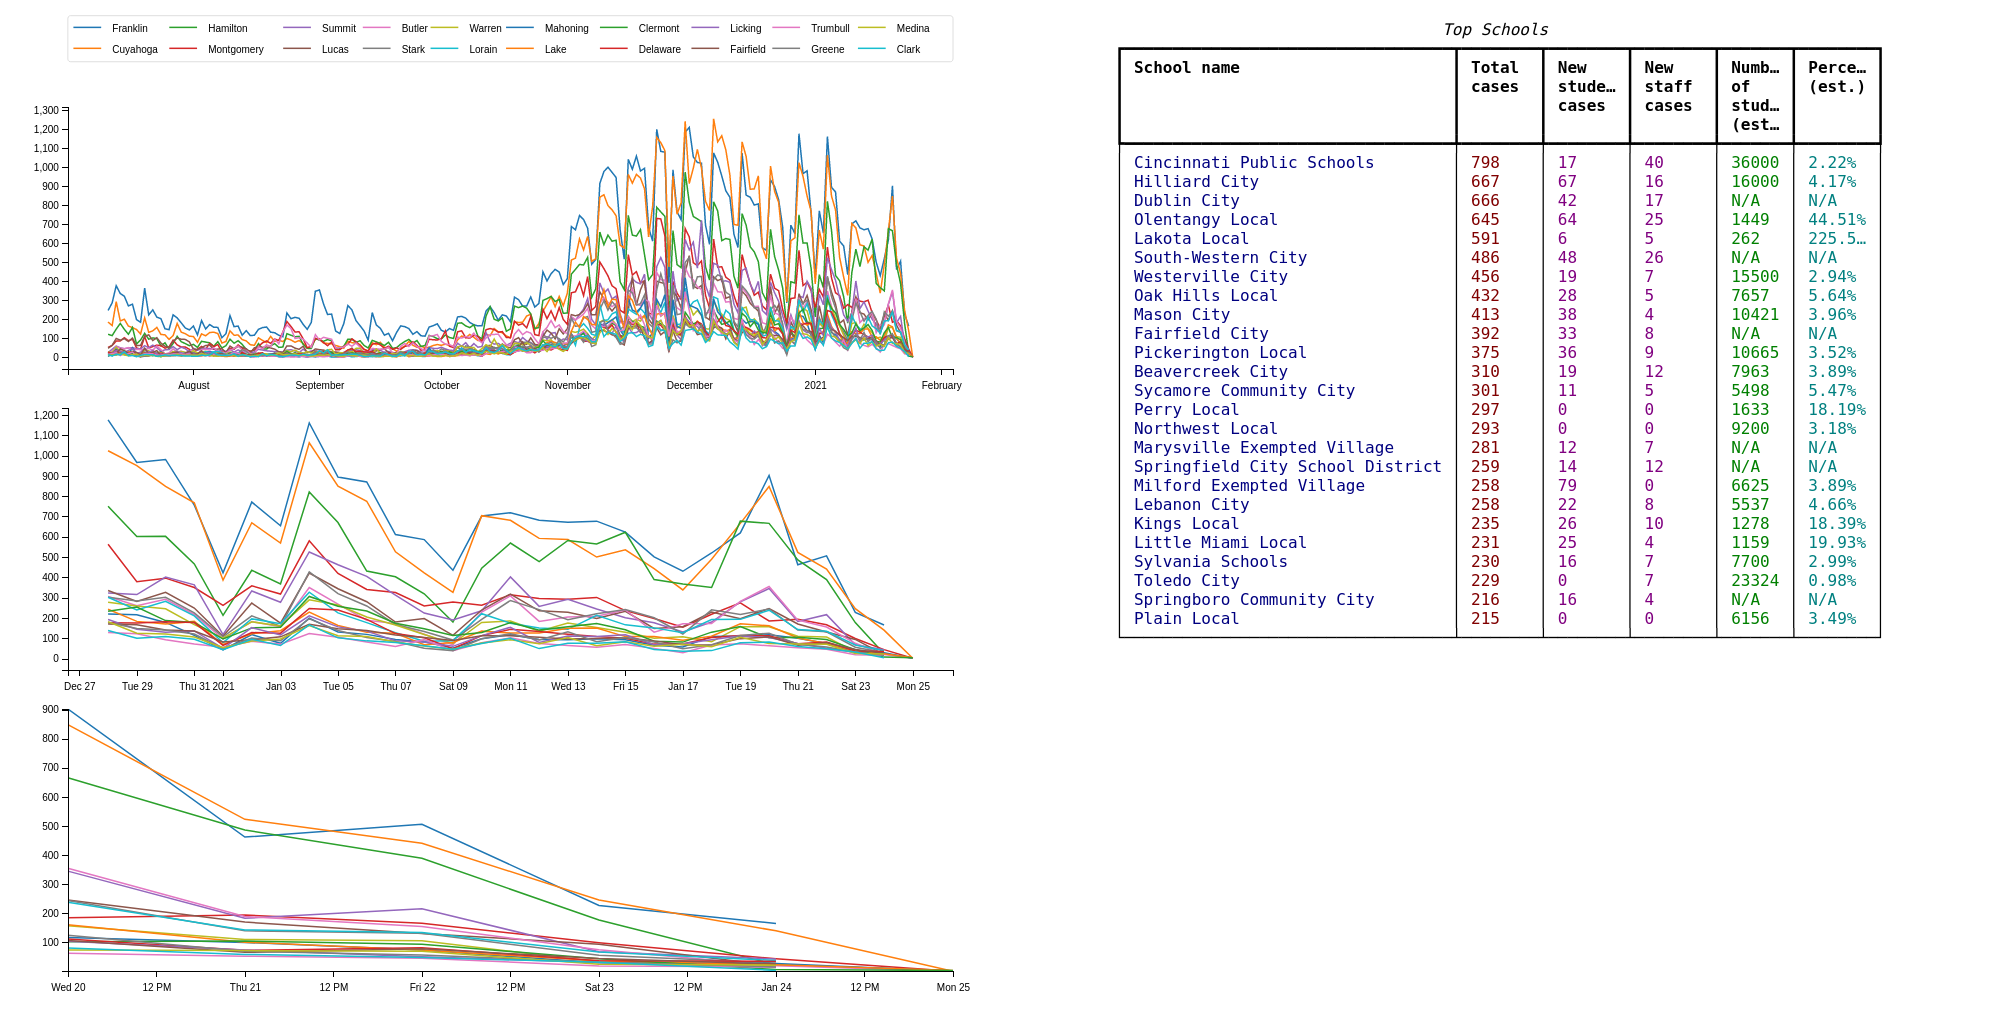 Franklin Hamilton Summit Butler Warren Mahoning Clermont Licking Trumbull Medina
Cuyahoga Montgomery Lucas Stark Lorain Lake Delaware Fairfield Greene Clark
1,300
1,200
1,100
1,000
900
800
700
600
500
400
300
200
100
0
August September October November December 2021 February
1,200
1,100
1,000
900
800
700
600
500
400
300
200
100
0
Dec 27 Tue 29 Thu 31 2021 Jan 03 Tue 05 Thu 07 Sat 09 Mon 11 Wed 13 Fri 15 Jan 17 Tue 19 Thu 21 Sat 23 Mon 25
900
800
700
600
500
400
300
200
100
Wed 20 12 PM Thu 21 12 PM Fri 22 12 PM Sat 23 12 PM Jan 24 12 PM Mon 25
Top Schools
School name Total New New Numb… Perce…
cases stude… staff of (est.)
cases cases stud…
(est…
Cincinnati Public Schools 798 17 40 36000 2.22%
Hilliard City 667 67 16 16000 4.17%
Dublin City 666 42 17 N/A N/A
Olentangy Local 645 64 25 1449 44.51%
Lakota Local 591 6 5 262 225.5…
South-Western City 486 48 26 N/A N/A
Westerville City 456 19 7 15500 2.94%
Oak Hills Local 432 28 5 7657 5.64%
Mason City 413 38 4 10421 3.96%
Fairfield City 392 33 8 N/A N/A
Pickerington Local 375 36 9 10665 3.52%
Beavercreek City 310 19 12 7963 3.89%
Sycamore Community City 301 11 5 5498 5.47%
Perry Local 297 0 0 1633 18.19%
Northwest Local 293 0 0 9200 3.18%
Marysville Exempted Village 281 12 7 N/A N/A
Springfield City School District 259 14 12 N/A N/A
Milford Exempted Village 258 79 0 6625 3.89%
Lebanon City 258 22 8 5537 4.66%
Kings Local 235 26 10 1278 18.39%
Little Miami Local 231 25 4 1159 19.93%
Sylvania Schools 230 16 7 7700 2.99%
Toledo City 229 0 7 23324 0.98%
Springboro Community City 216 16 4 N/A N/A
Plain Local 215 0 0 6156 3.49%